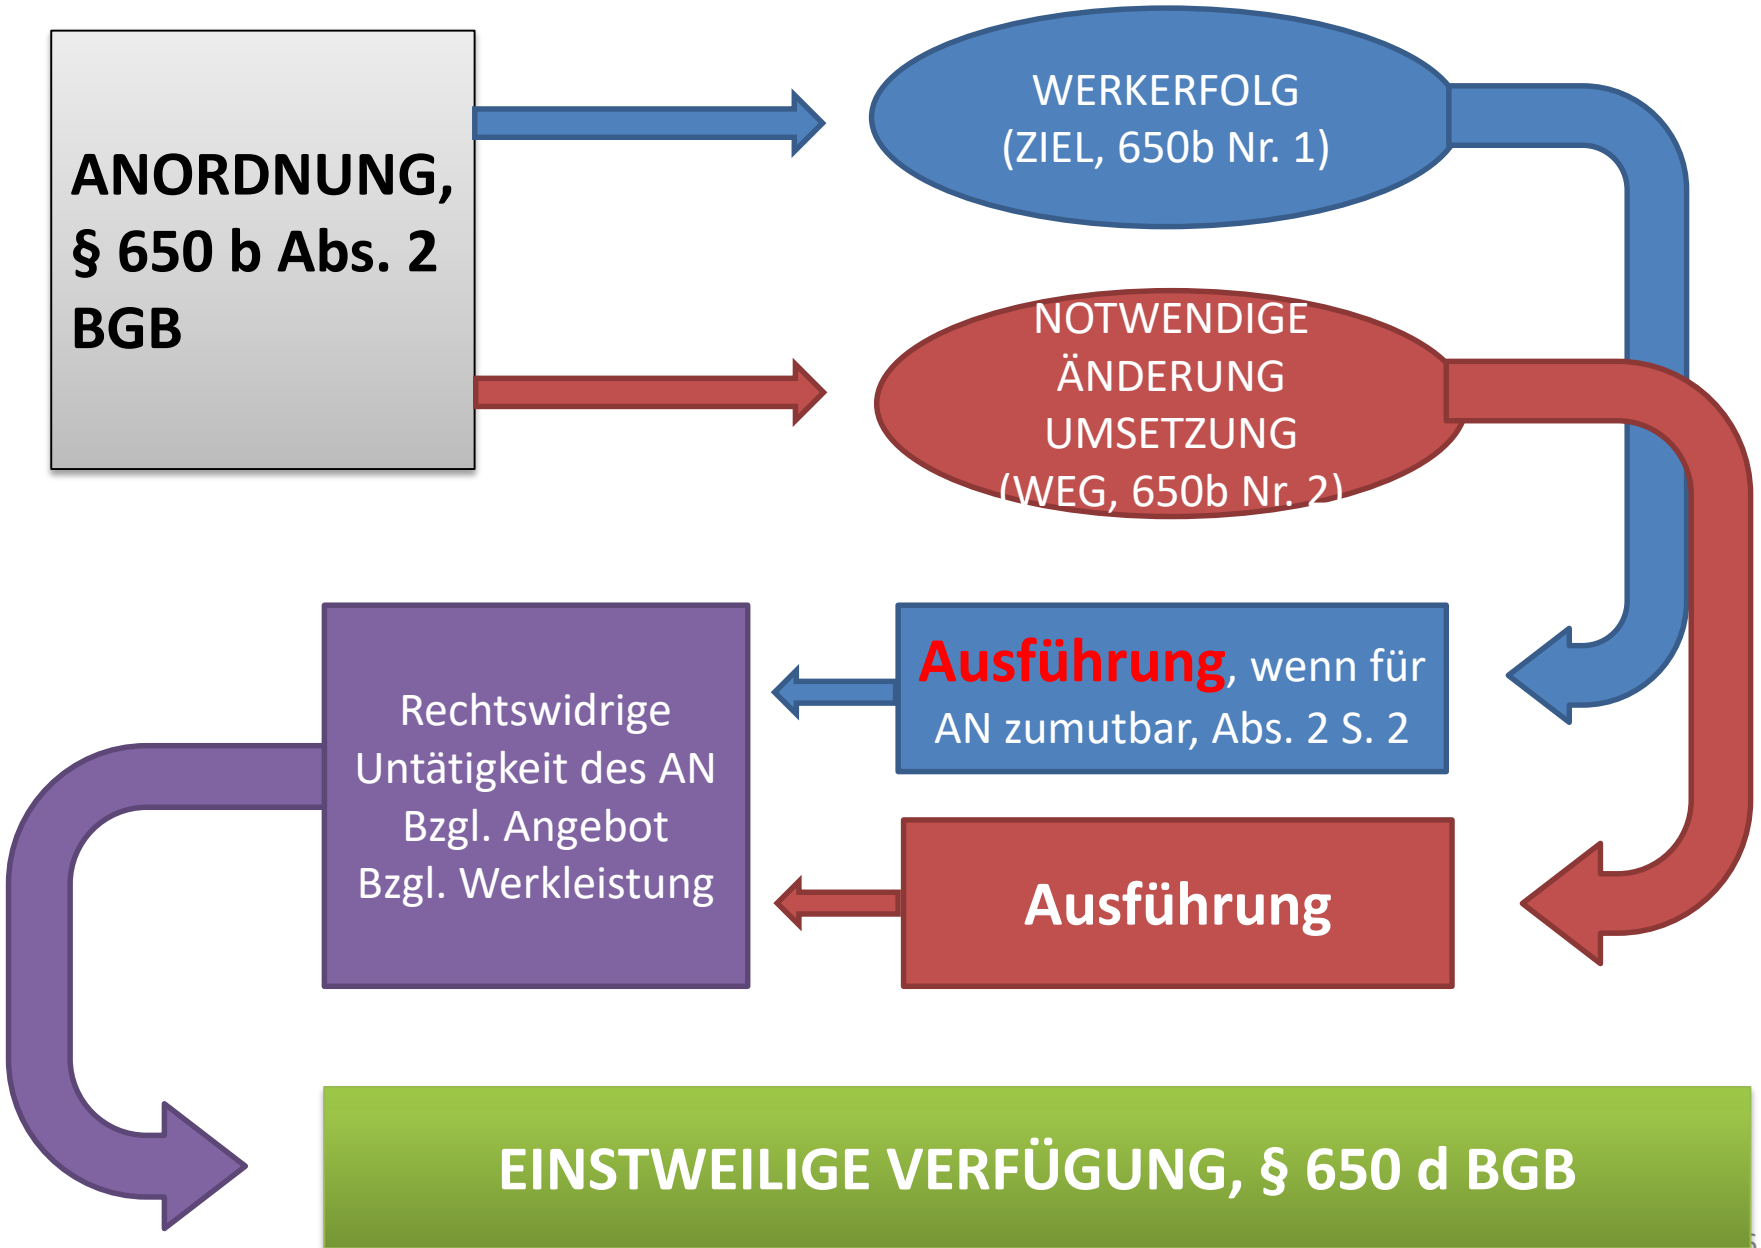 ANORDNUNG,
§ 650 b Abs. 2
BGB
WERKERFOLG
(ZIEL, 650b Nr. 1)
NOTWENDIGE
ÄNDERUNG
UMSETZUNG
(WEG, 650b Nr. 2)
Ausführung, wenn für
AN zumutbar, Abs. 2 S. 2
Ausführung
Rechtswidrige
Untätigkeit des AN
Bzgl. Angebot
Bzgl. Werkleistung
EINSTWEILIGE VERFÜGUNG, § 650 d BGB